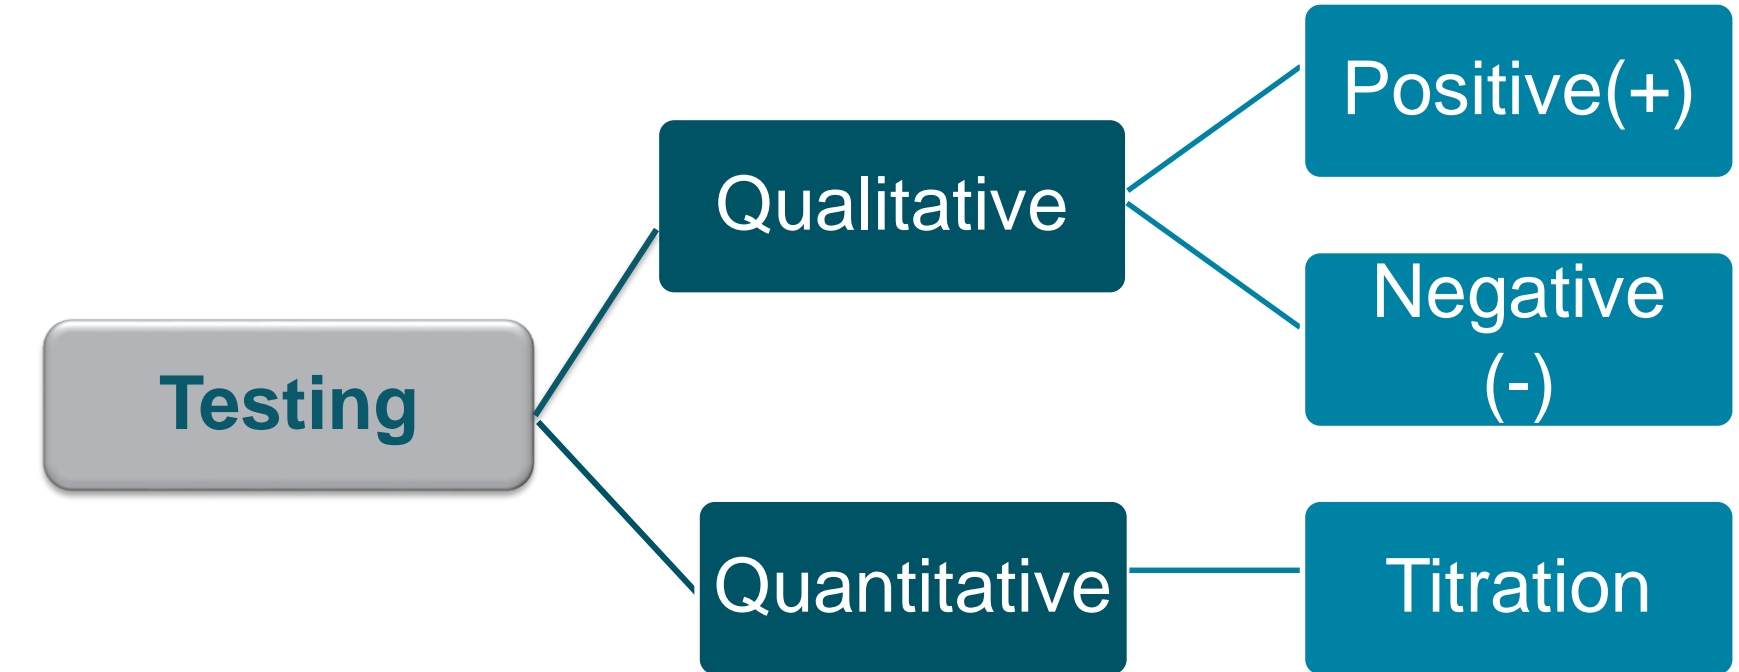 Testing
Qualitative
Positive(+)
Negative
(-)
Quantitative
Titration